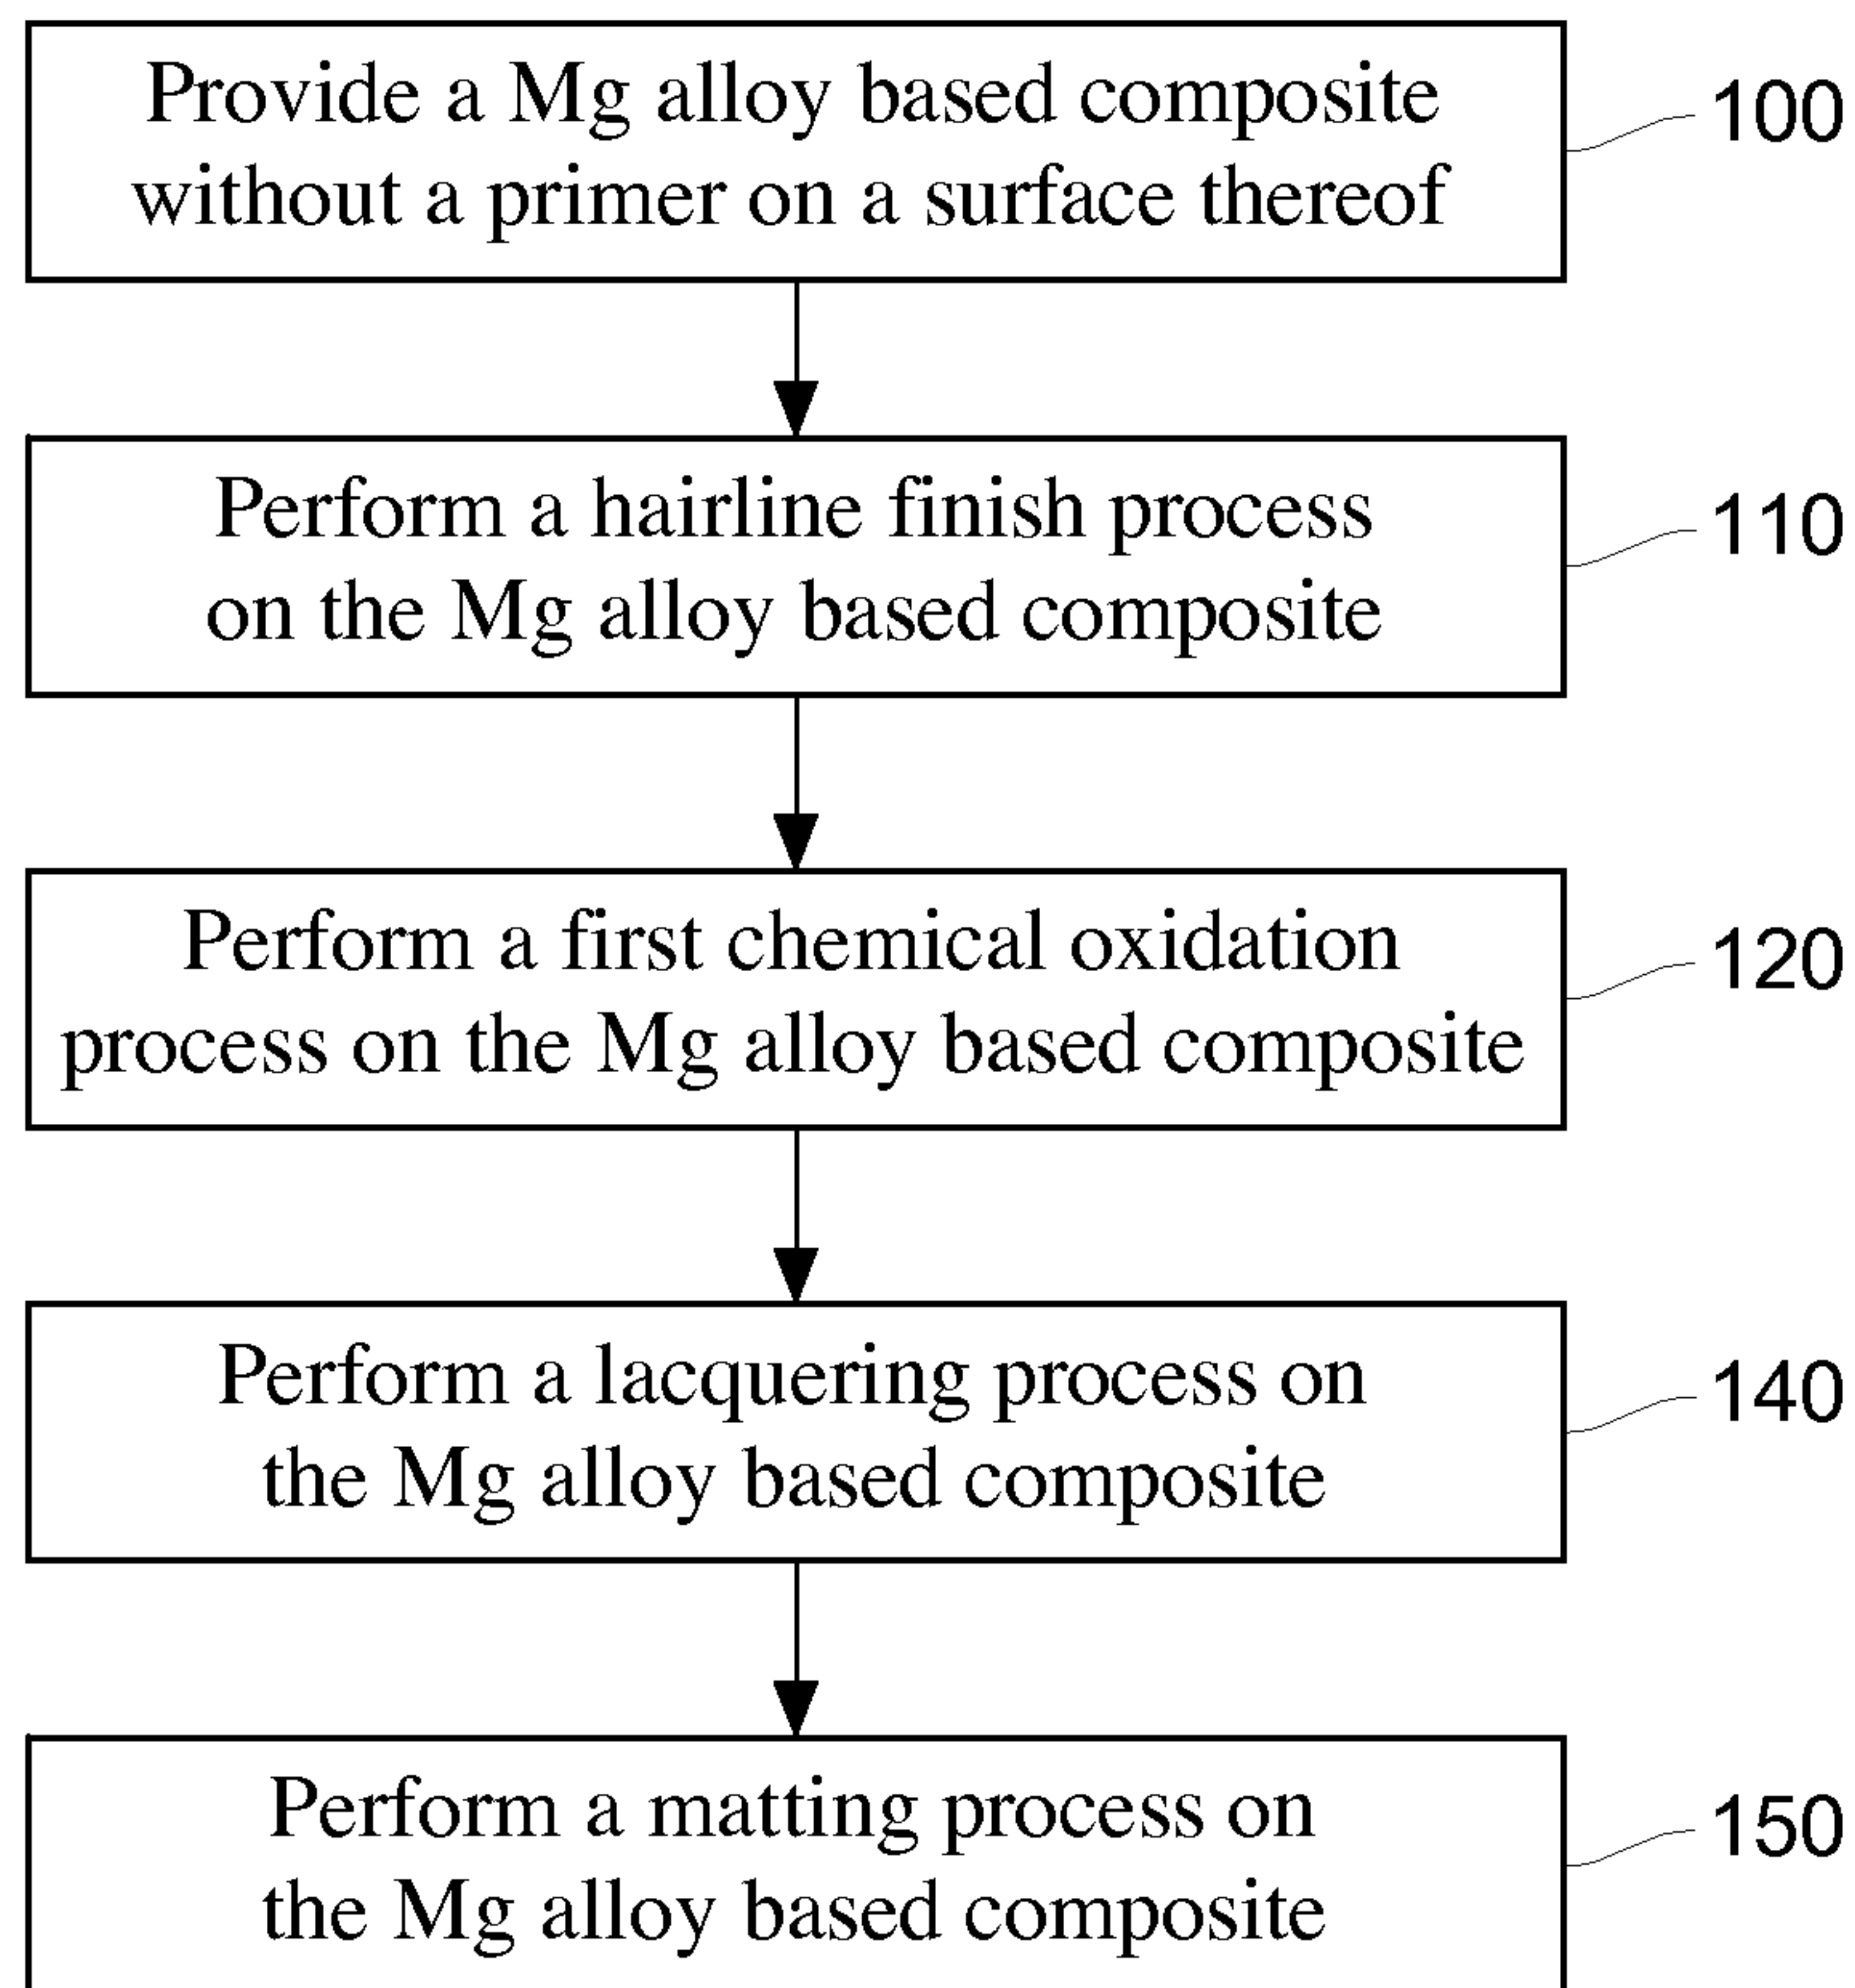 Provide a Mg alloy based composite
without a primer on a surface thereof
100
Perform a hairline finish process
on the Mg alloy based composite
110
Perform a first chemical oxidation
process on the Mg alloy based composite
120
Perform a lacquering process on
the Mg alloy based composite
140
Perform a matting process on
the Mg alloy based composite
150